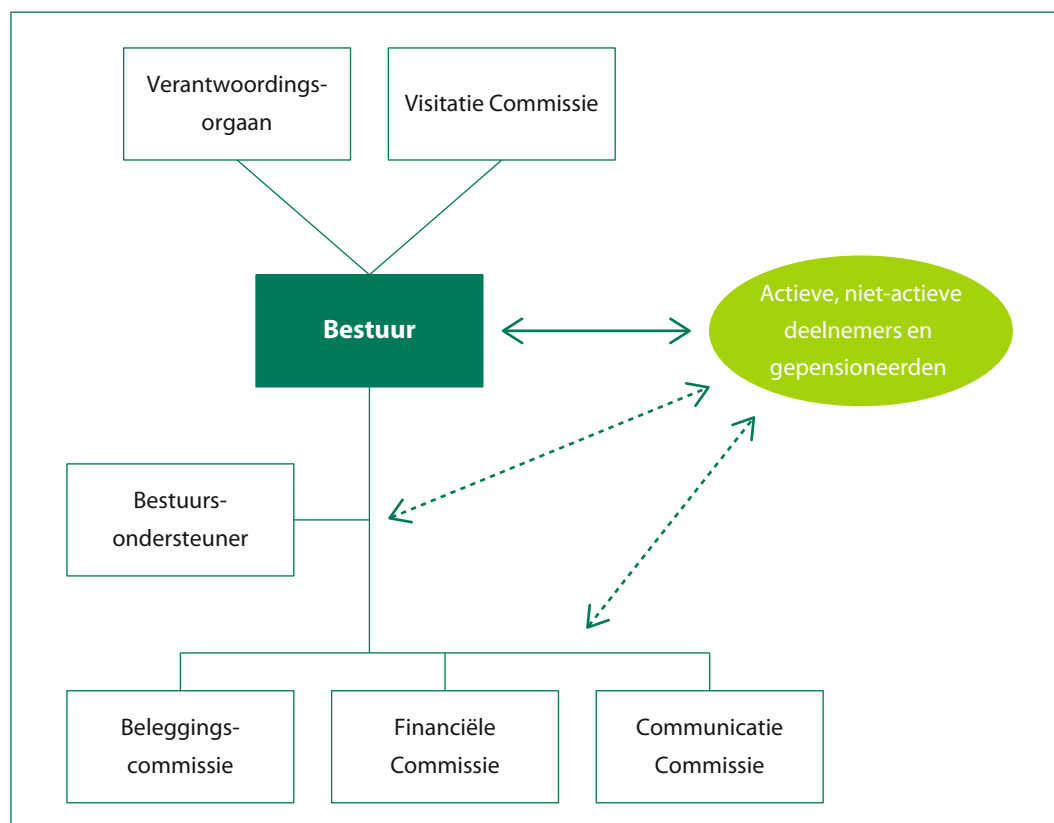 Verantwoordings-
orgaan
Visitatie Commissie
Bestuur
Actieve, niet-actieve
deelnemers en
gepensioneerden
Bestuurs-
ondersteuner
Beleggings-
commissie
Financiële
Commissie
Communicatie
Commissie